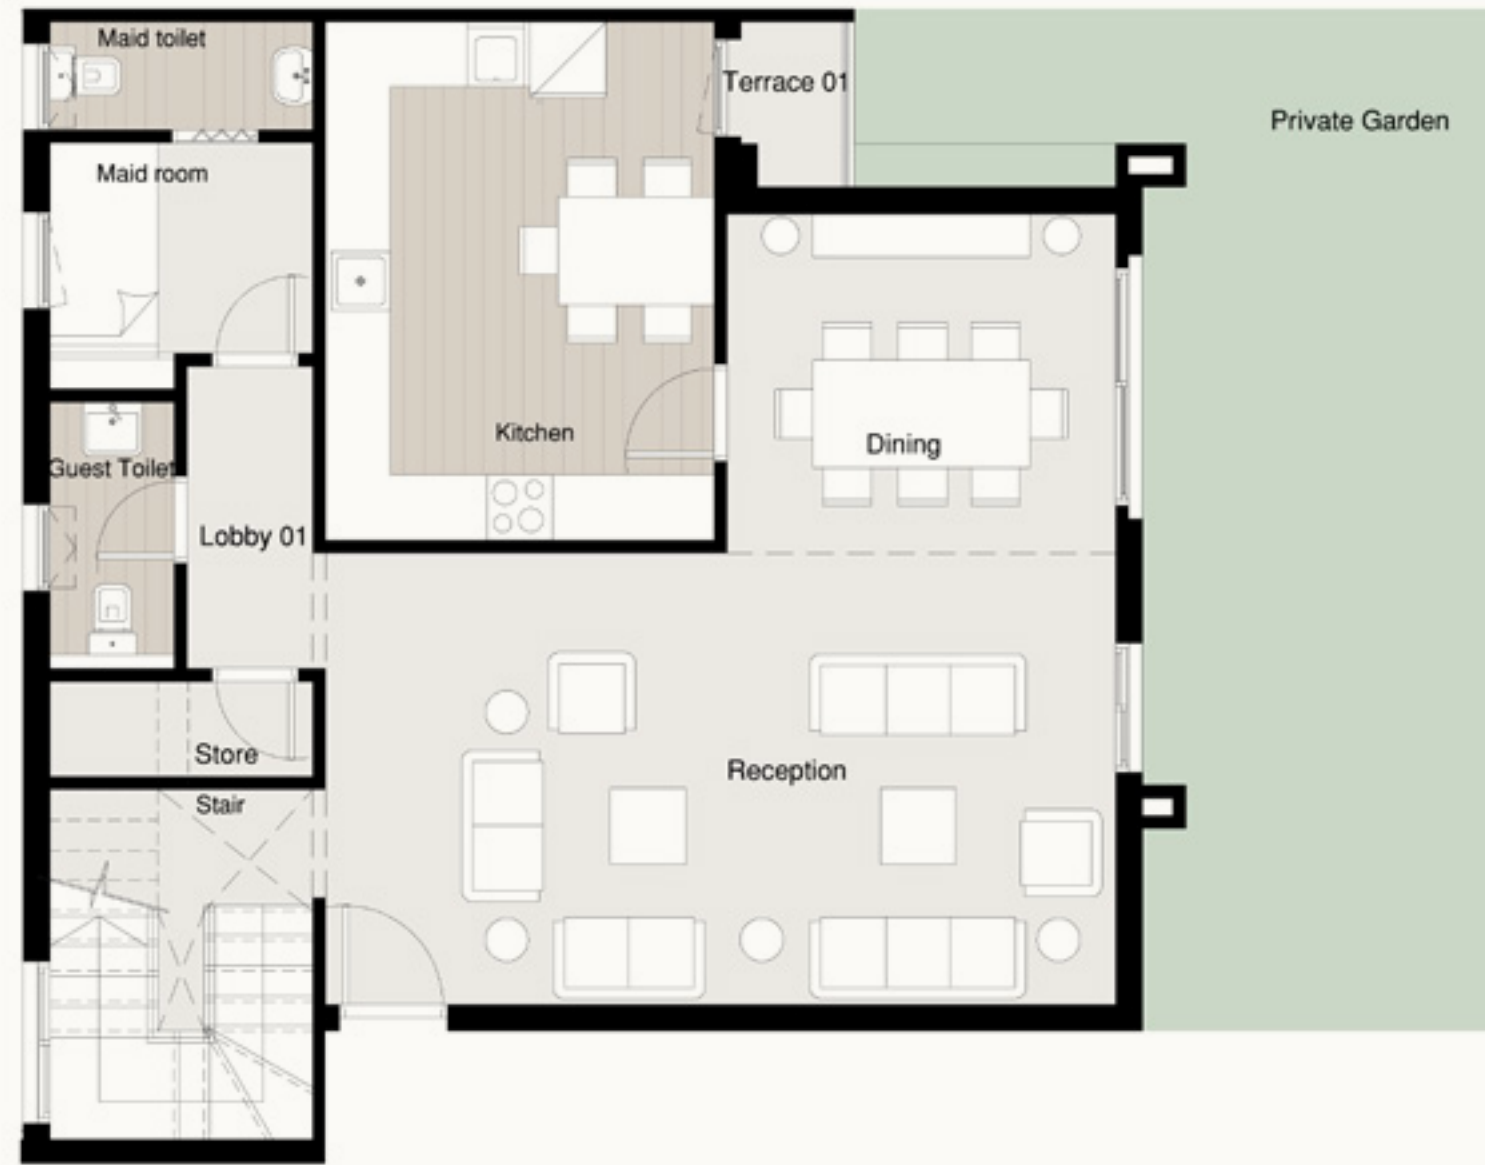 Maid toilet
Terrace 01
Private Garden
Maid room
Kitchen
Dining
Guest Toilet
Lobby 01
Store
Reception
Stair